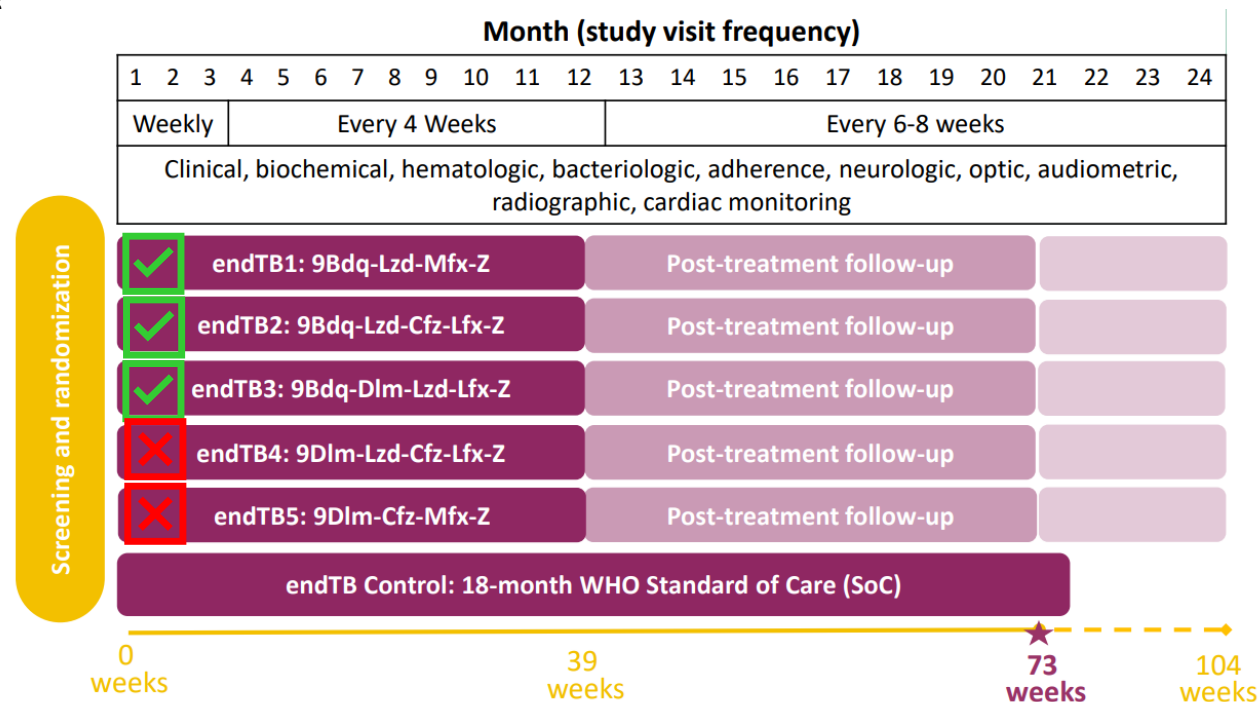 Month (study visit frequency)
1 2 3 4 5 6 7 8 9 10 11 12 13 14 15 16 17 18 19 20 21 22 23 24
Weekly Every 4 Weeks Every 6-8 weeks
Clinical, biochemical, hematologic, bacteriologic, adherence, neurologic, optic, audiometric,
radiographic, cardiac monitoring
Screening and randomization
endTB1: 9Bdq-Lzd-Mfx-Z Post-treatment follow-up
endTB2: 9Bdq-Lzd-Cfz-Lfx-Z Post-treatment follow-up
endTB3: 9Bdq-Dlm-Lzd-Lfx-Z Post-treatment follow-up
endTB4: 9Dlm-Lzd-Cfz-Lfx-Z Post-treatment follow-up
endTB5: 9Dlm-Cfz-Mfx-Z Post-treatment follow-up
endTB Control: 18-month WHO Standard of Care (SoC)
0 39 73 104
weeks weeks weeks weeks